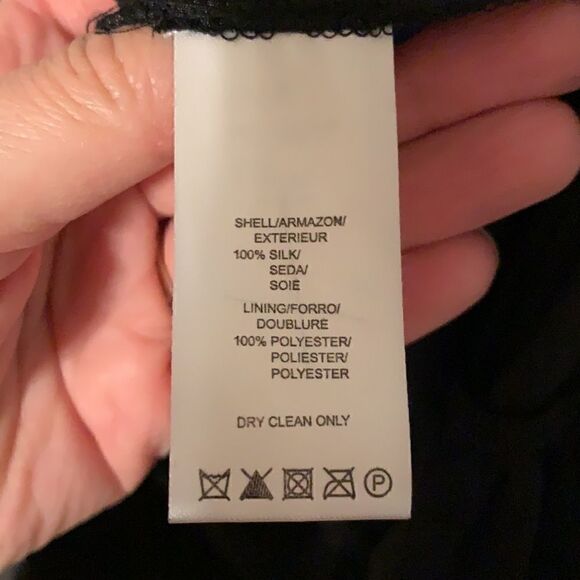 SHELL/ARMAZON/
EXTERIEUR
100% SILK/
SEDA/
SOIE
LINING/FORRO/
DOUBLURE
100% POLYESTER/
POLIESTER/
POLYESTER
DRY CLEAN ONLY
P